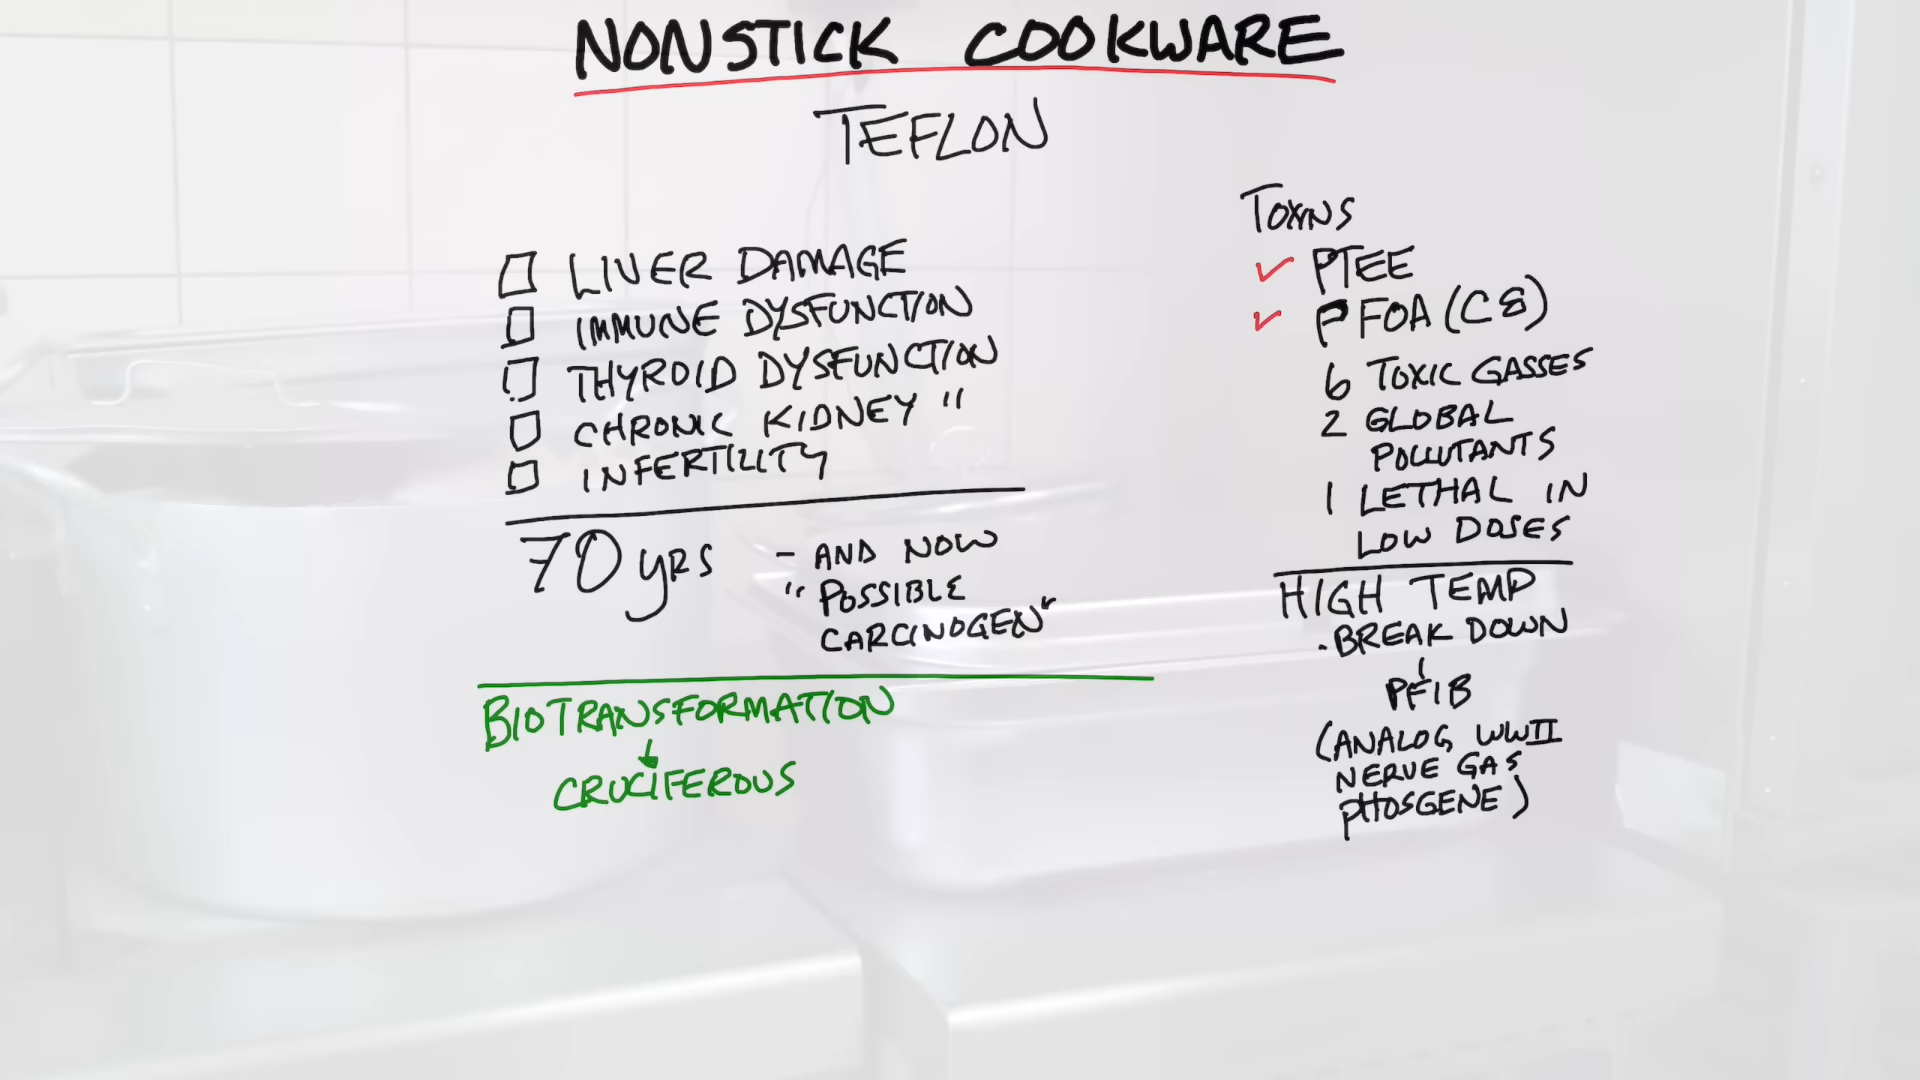 NONSTICK COOKWARE
TEFLON
LIVER DAMAGE
IMMUNE DYSFUNCTION
THYROID DYSFUNCTION
CHRONIC KIDNEY "
INFERTILITY
70 yrs - AND NOW
"POSSIBLE
CARCINOGEN"
BIOTRANSFORMATION
CRUCIFEROUS
TOXINS
✓ PTEE
✓ PFOA (C8)
6 TOXIC GASSES
2 GLOBAL
POLLUTANTS
1 LETHAL IN
LOW DOSES
HIGH TEMP
. BREAK DOWN
PFIB
(ANALOG WWII
NERVE GAS
PHOSGENE)